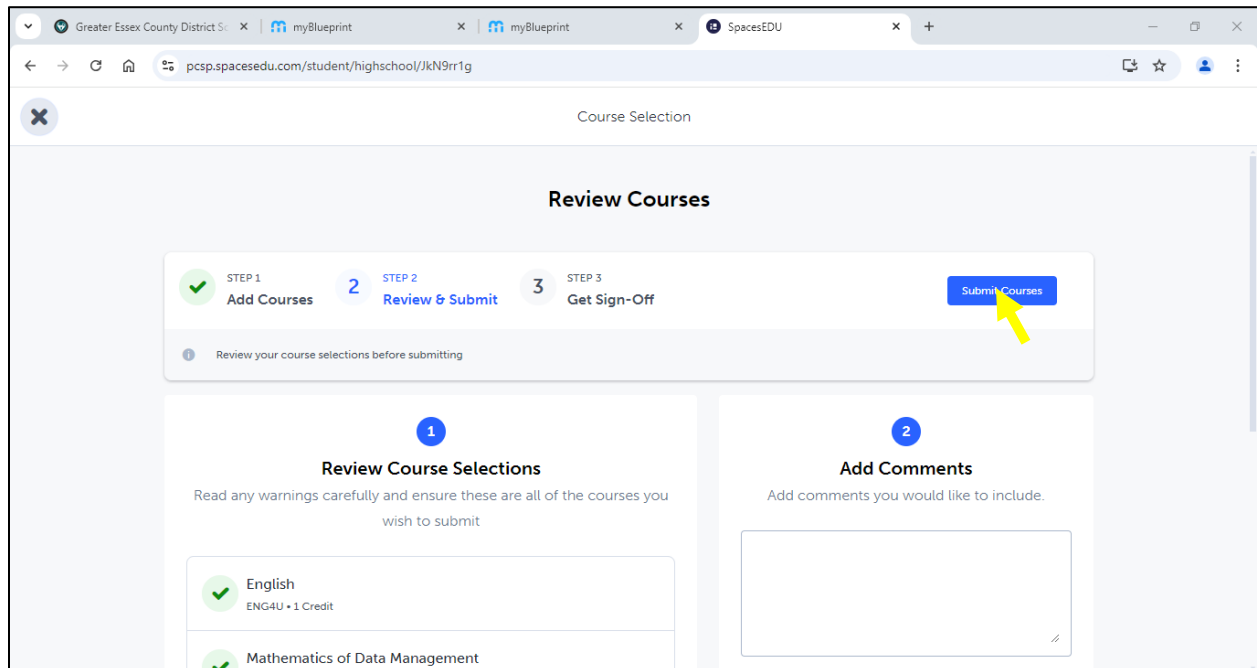 Greater Essex County District Sc
myBlueprint
myBlueprint
SpacesEDU
pcsp.spacesedu.com/student/highschool/JkN9rr1g
Course Selection
Review Courses
STEP 1
Add Courses
2
STEP 2
Review & Submit
3
STEP 3
Get Sign-Off
Submit Courses
Review your course selections before submitting
1
Review Course Selections
Read any warnings carefully and ensure these are all of the courses you
wish to submit
English
ENG4U • 1 Credit
Mathematics of Data Management
2
Add Comments
Add comments you would like to include.